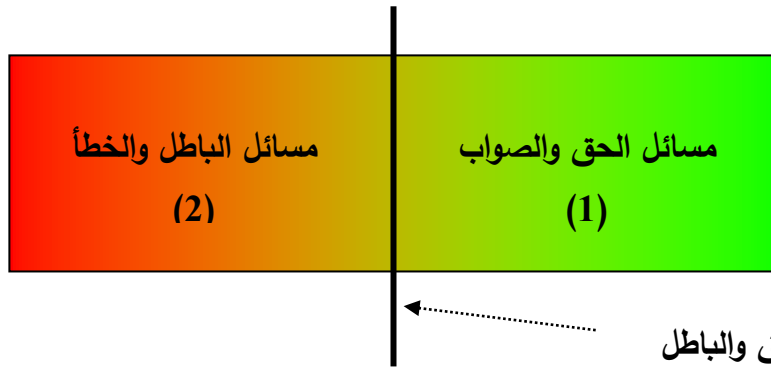 مسائل الحق والصواب
(1)
مسائل الباطل والخطأ
(2)
والباطل